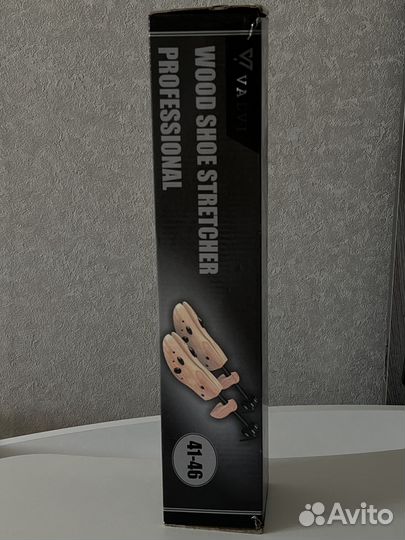 VALVI
WOOD SHOE STRETCHER
PROFESSIONAL
41-46
Avito